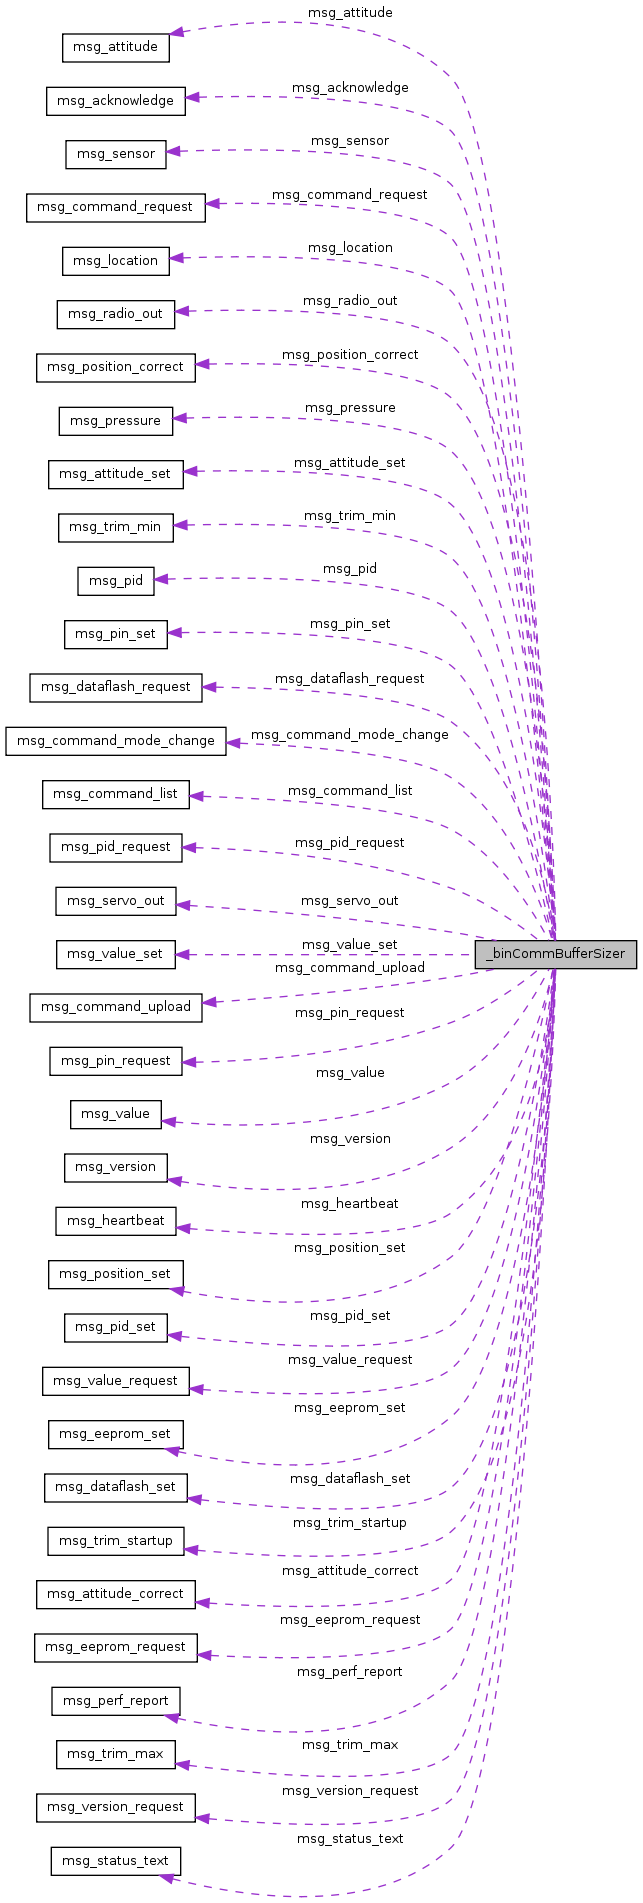 msg_attitude
msg_attitude
msg_acknowledge
msg_acknowledge
msg_sensor
msg_sensor
msg_command_request
msg_command_request
msg_location
msg_location
msg_radio_out
msg_radio_out
msg_position_correct
msg_position_correct
msg_pressure
msg_pressure
msg_attitude_set
msg_attitude_set
msg_trim_min
msg_trim_min
msg_pid
msg_pid
msg_pin_set
msg_pin_set
msg_dataflash_request
msg_dataflash_request
msg_command_mode_change
msg_command_mode_change
msg_command_list
msg_command_list
msg_pid_request
msg_pid_request
msg_servo_out
msg_servo_out
msg_value_set
msg_value_set
_binCommBufferSizer
msg_command_upload
msg_command_upload
msg_pin_request
msg_pin_request
msg_value
msg_value
msg_version
msg_version
msg_heartbeat
msg_heartbeat
msg_position_set
msg_position_set
msg_pid_set
msg_pid_set
msg_value_request
msg_value_request
msg_eeprom_set
msg_eeprom_set
msg_dataflash_set
msg_dataflash_set
msg_trim_startup
msg_trim_startup
msg_attitude_correct
msg_attitude_correct
msg_eeprom_request
msg_eeprom_request
msg_perf_report
msg_perf_report
msg_trim_max
msg_trim_max
msg_version_request
msg_version_request
msg_status_text
msg_status_text